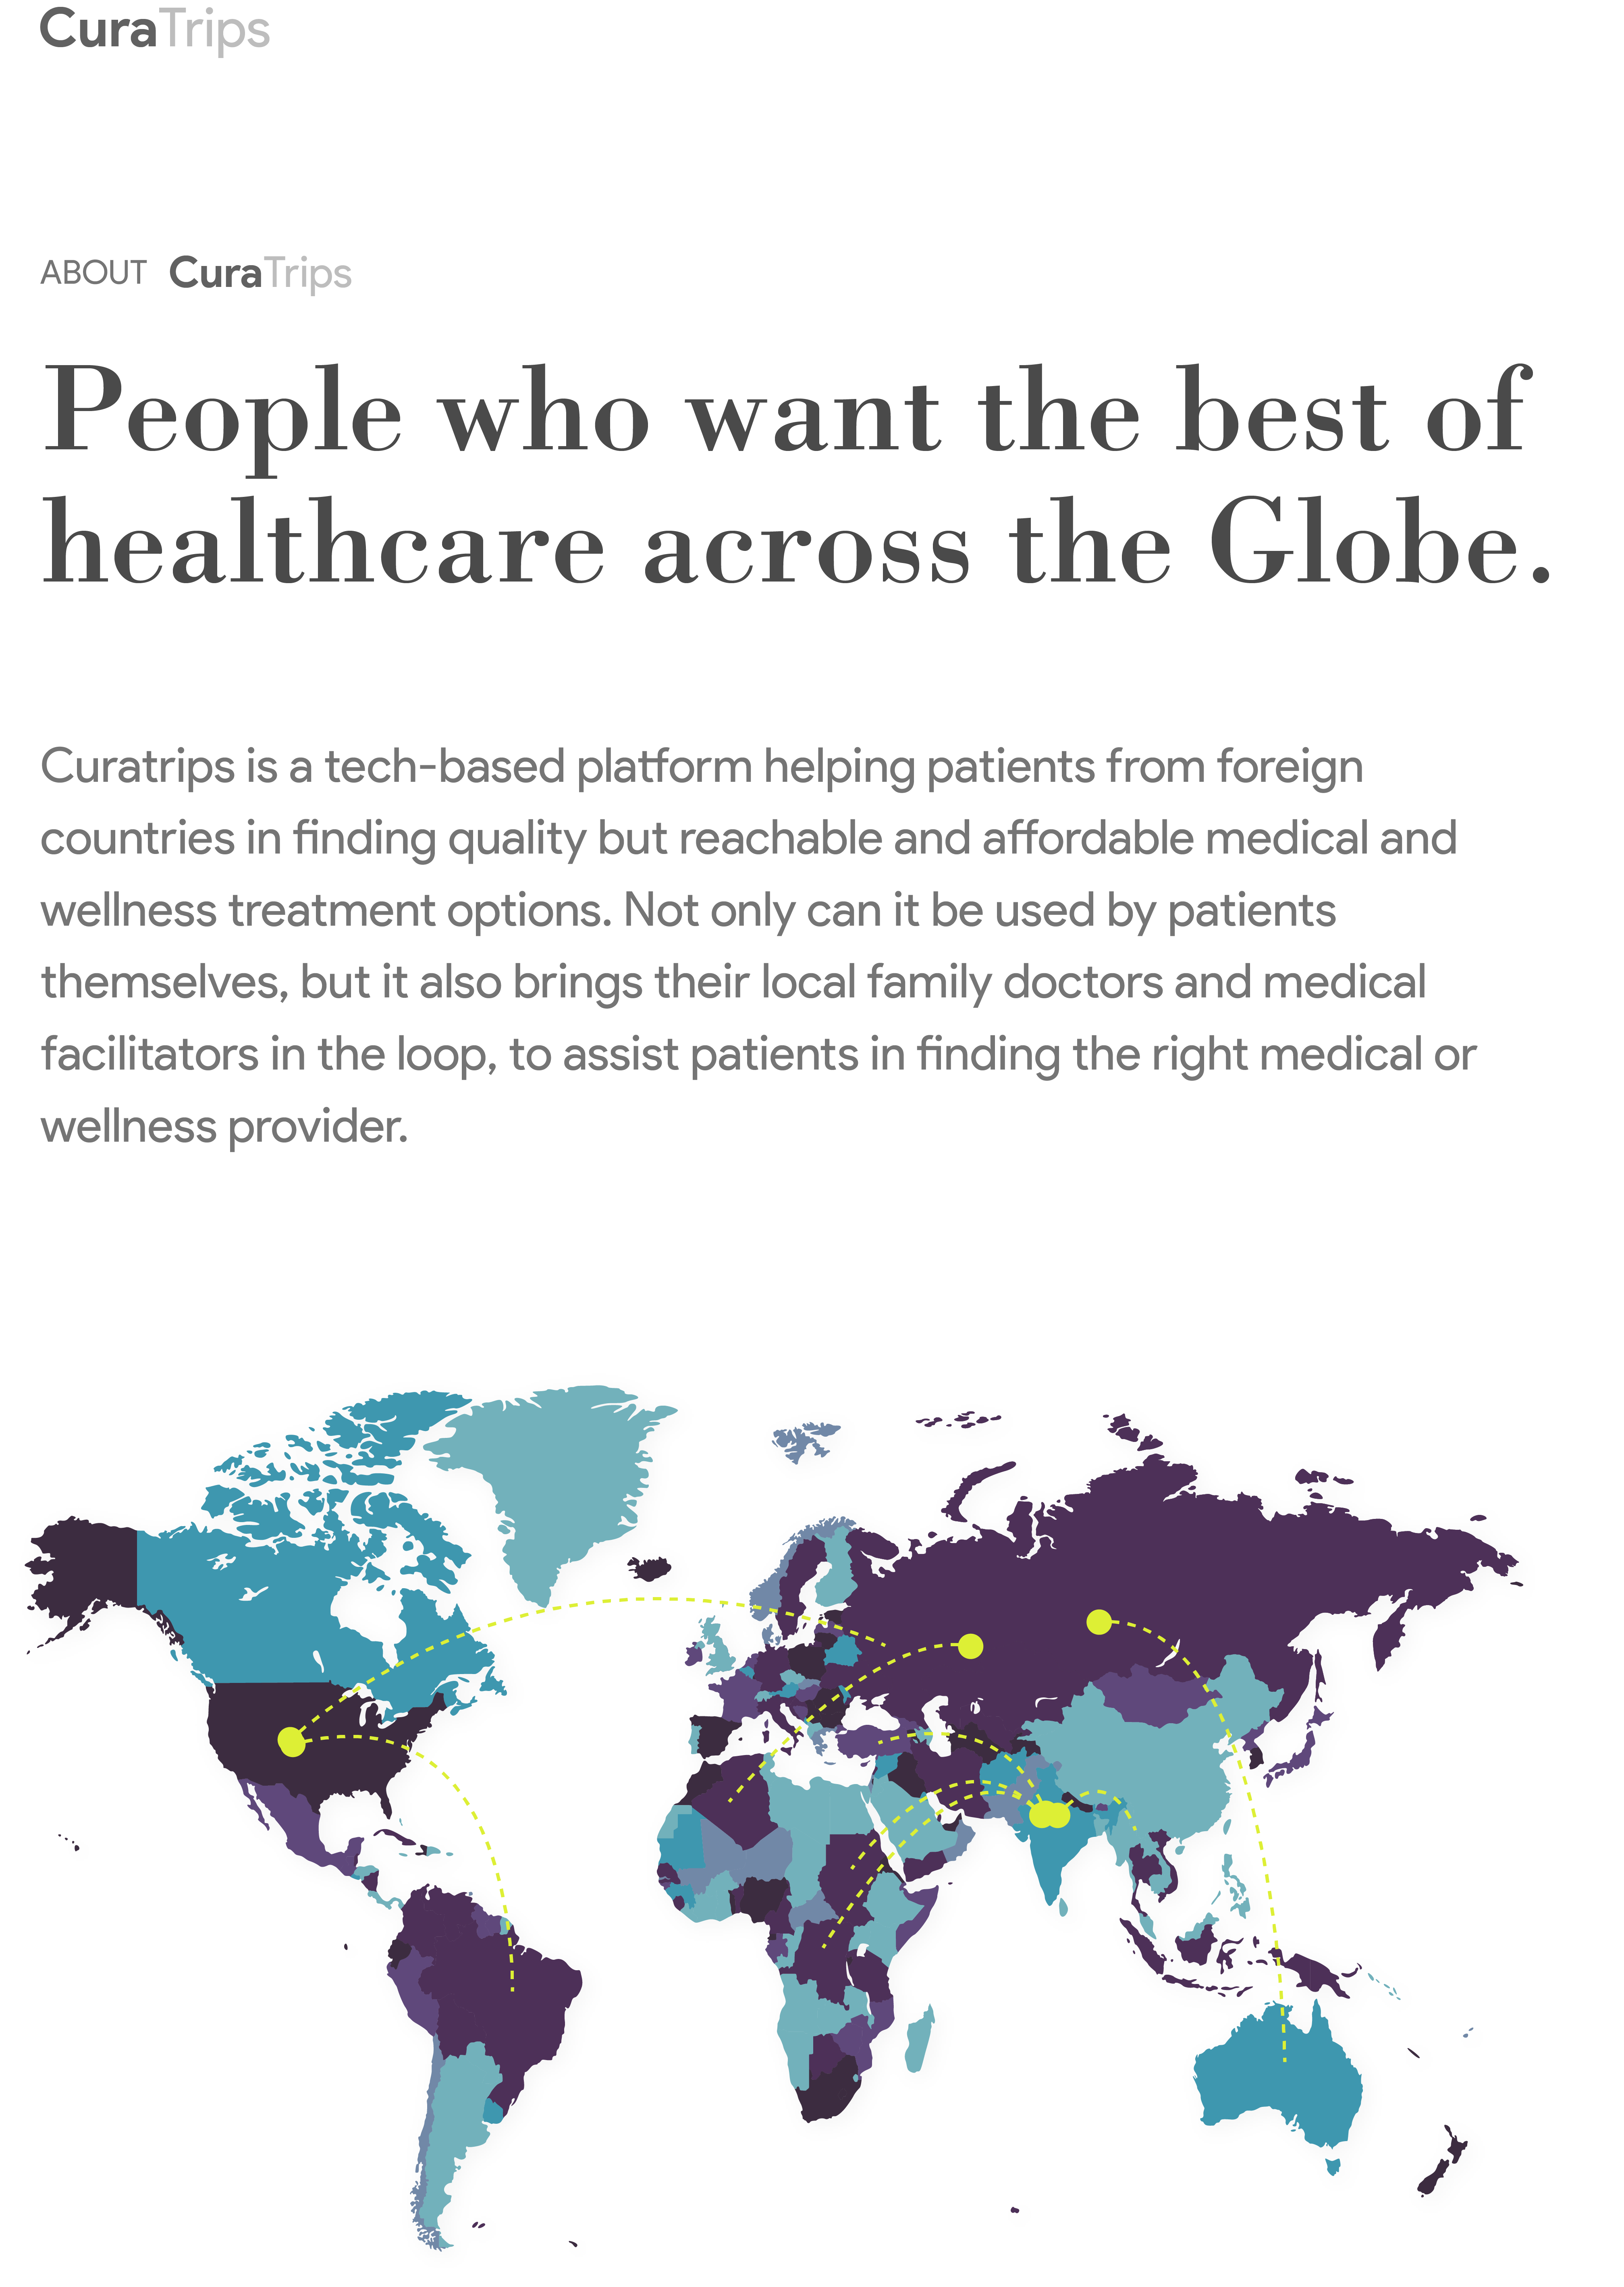 CuraTrips
ABOUT CuraTrips
People who want the best of
healthcare across the Globe.
Curatrips is a tech-based platform helping patients from foreign
countries in finding quality but reachable and affordable medical and
wellness treatment options. Not only can it be used by patients
themselves, but it also brings their local family doctors and medical
facilitators in the loop, to assist patients in finding the right medical or
wellness provider.